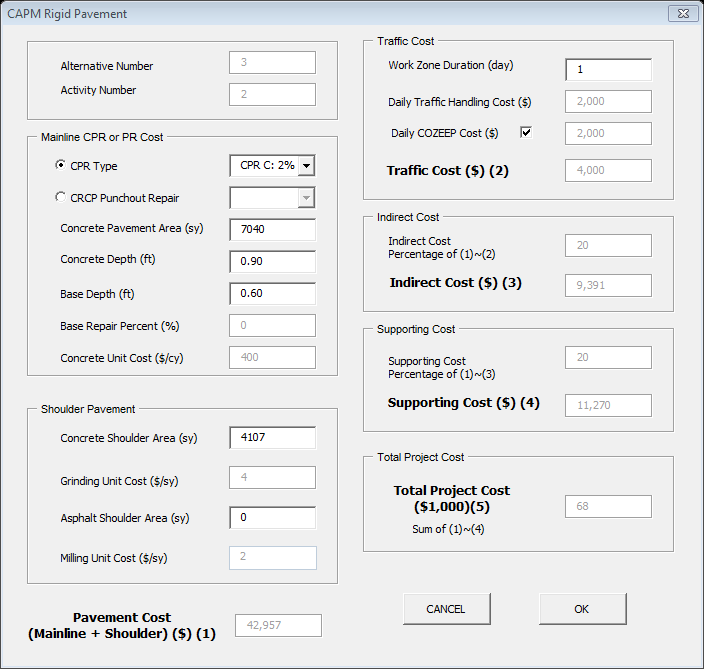 CAPM Rigid Pavement
Alternative Number 3
Activity Number 2
Mainline CPR or PR Cost
CPR Type CPR C: 2%
CRCP Punchout Repair
Concrete Pavement Area (sy) 7040
Concrete Depth (ft) 0.90
Base Depth (ft) 0.60
Base Repair Percent (%) 0
Concrete Unit Cost ($/cy) 400
Shoulder Pavement
Concrete Shoulder Area (sy) 4107
Grinding Unit Cost ($/sy) 4
Asphalt Shoulder Area (sy) 0
Milling Unit Cost ($/sy) 2
Pavement Cost
(Mainline + Shoulder) ($) (1) 42,957
Traffic Cost
Work Zone Duration (day) 1
Daily Traffic Handling Cost ($) 2,000
Daily COZEEP Cost ($) 2,000
Traffic Cost ($) (2) 4,000
Indirect Cost
Indirect Cost
Percentage of (1)~(2) 20
Indirect Cost ($) (3) 9,391
Supporting Cost
Supporting Cost
Percentage of (1)~(3) 20
Supporting Cost ($) (4) 11,270
Total Project Cost
Total Project Cost
($1,000)(5) 68
Sum of (1)~(4)
CANCEL OK